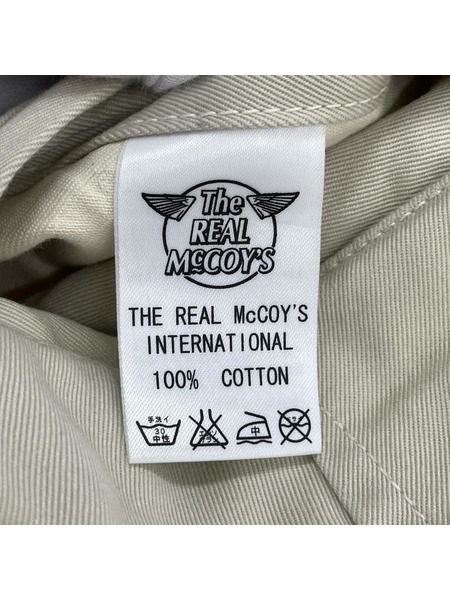 The
REAL
McCOY'S
THE REAL McCOY'S
INTERNATIONAL
100% COTTON
手洗イ
30
中性
中